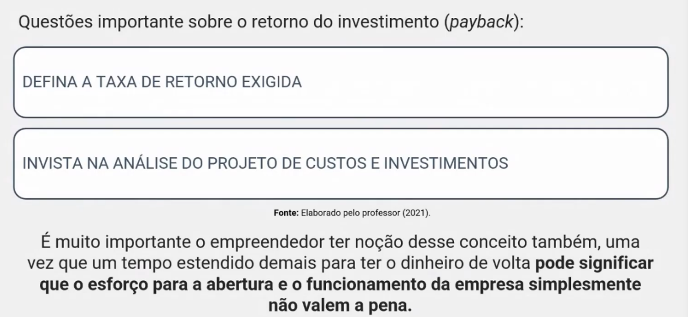 Questões importante sobre o retorno do investimento (payback):
DEFINA A TAXA DE RETORNO EXIGIDA
INVISTA NA ANÁLISE DO PROJETO DE CUSTOS E INVESTIMENTOS
Fonte: Elaborado pelo professor (2021).
É muito importante o empreendedor ter noção desse conceito também, uma
vez que um tempo estendido demais para ter o dinheiro de volta pode significar
que o esforço para a abertura e o funcionamento da empresa simplesmente
não valem a pena.